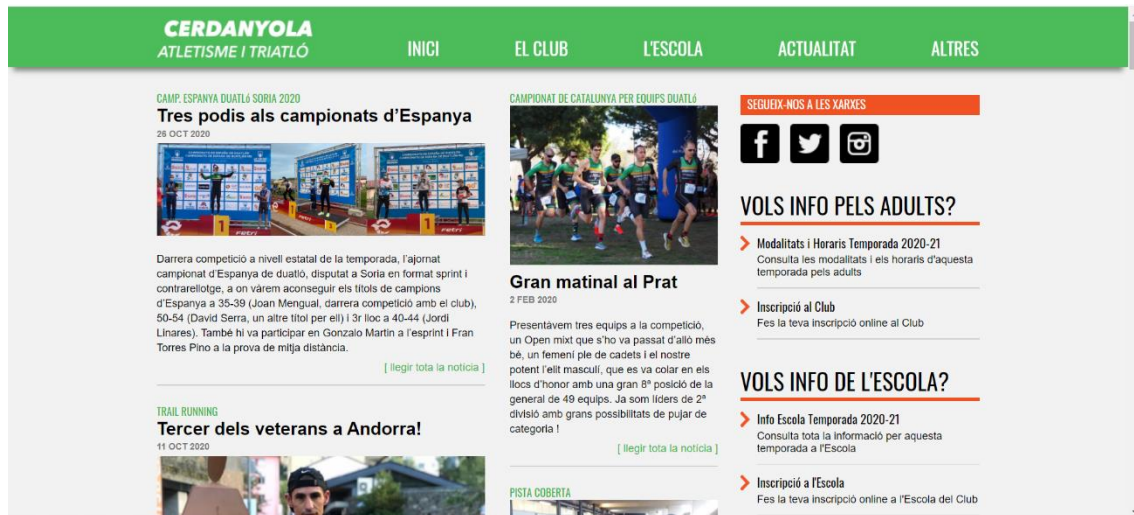 CERDANYOLA
ATLETISME I TRIATLÓ
INICI
EL CLUB
L'ESCOLA
ACTUALITAT
ALTRES
CAMP. ESPANYA DUATLó SORIA 2020
Tres podis als campionats d'Espanya
26 OCT 2020
1
1
Fetri
Darrera competició a nivell estatal de la temporada, l'ajornat
campionat d'Espanya de duatló, disputat a Soria en format sprint i
contrarellotge, a on vàrem aconseguir els títols de campions
d'Espanya a 35-39 (Joan Mengual, darrera competició amb el club),
50-54 (David Serra, un altre títol per ell) i 3r lloc a 40-44 (Jordi
Linares). També hi va participar en Gonzalo Martin a l'esprint i Fran
Torres Pino a la prova de mitja distància.
[ llegir tota la notícia ]
TRAIL RUNNING
Tercer dels veterans a Andorra!
11 OCT 2020
CAMPIONAT DE CATALUNYA PER EQUIPS DUATLó
Gran matinal al Prat
2 FEB 2020
Presentàvem tres equips a la competició,
un Open mixt que s'ho va passat d'allò més
bé, un femení ple de cadets i el nostre
potent l'elit masculí, que es va colar en els
llocs d'honor amb una gran 8ª posició de la
general de 49 equips. Ja som líders de 2ª
divisió amb grans possibilitats de pujar de
categoria !
[ llegir tota la notícia ]
PISTA COBERTA
SEGUEIX-NOS A LES XARXES
VOLS INFO PELS ADULTS?
Modalitats i Horaris Temporada 2020-21
Consulta les modalitats i els horaris d'aquesta
temporada pels adults
Inscripció al Club
Fes la teva inscripció online al Club
VOLS INFO DE L'ESCOLA?
Info Escola Temporada 2020-21
Consulta tota la informació per aquesta
temporada a l'Escola
Inscripció a l'Escola
Fes la teva inscripció online a l'Escola del Club